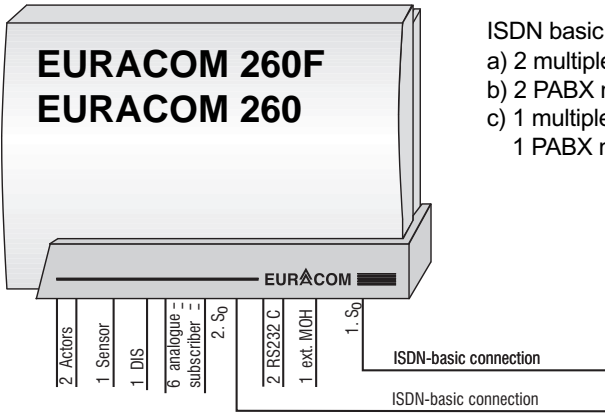 EURACOM 260F
EURACOM 260
ISDN basic
a) 2 multiple
b) 2 PABX
c) 1 multiple
1 PABX
EURACOM
2 Actors
1 Sensor
1 DIS
6 analogue
subscriber
2. S0
2 RS232 C
1 ext. MOH
1. S0
ISDN-basic connection
ISDN-basic connection